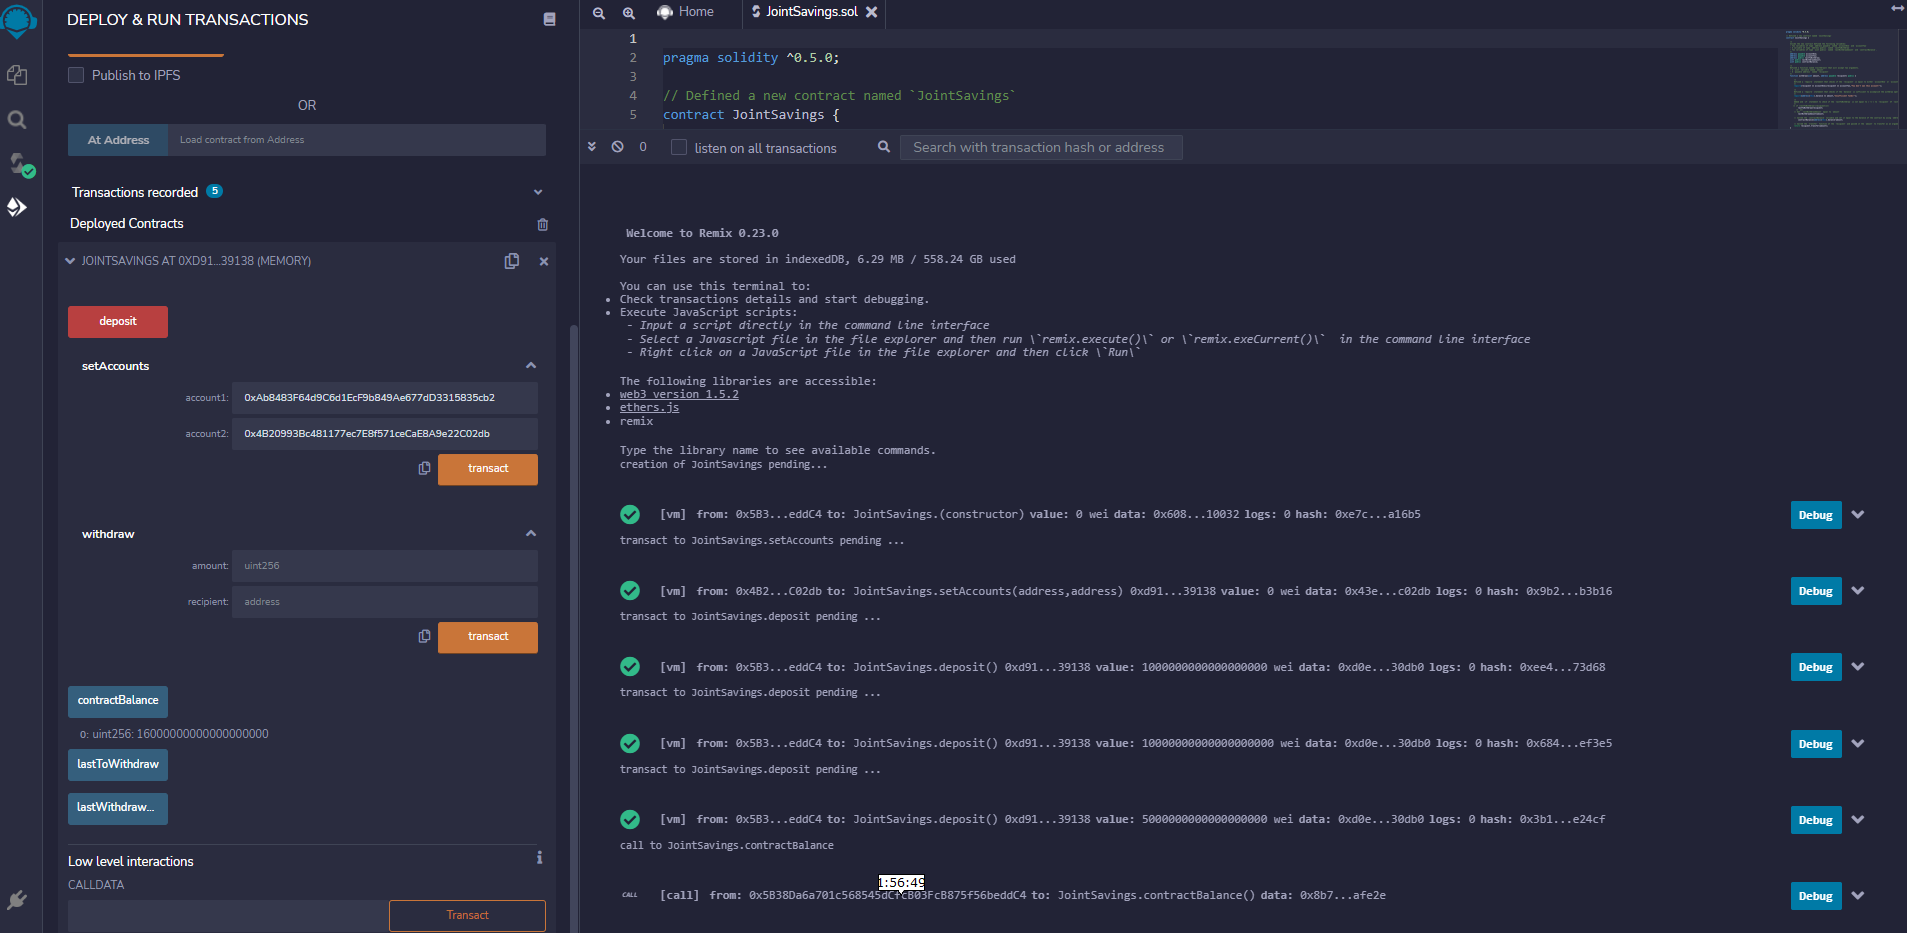 DEPLOY & RUN TRANSACTIONS
Publish to IPFS
OR
At Address
Load contract from Address
Transactions recorded 5
Deployed Contracts
JOINTSAVINGS AT 0XD91...39138 (MEMORY)
deposit
setAccounts
account1: 0xAb8483F64d9C6d1EcF9b849Ae677dD3315835cb2
account2: 0x4B20993Bc481177ec7E8f571ceCaE8A9e22C02db
transact
withdraw
amount: uint256
recipient: address
transact
contractBalance
0: uint256: 16000000000000000000
lastToWithdraw
lastWithdraw...
Low level interactions
i
CALLDATA
Transact
Home
JointSavings.sol
1
2 pragma solidity ^0.5.0;
3
4 // Defined a new contract named `JointSavings`
5 contract JointSavings {
0
listen on all transactions
Search with transaction hash or address
Welcome to Remix 0.23.0
Your files are stored in indexedDB, 6.29 MB / 558.24 GB used
You can use this terminal to:
• Check transactions details and start debugging.
• Execute JavaScript scripts:
- Input a script directly in the command line interface
- Select a Javascript file in the file explorer and then run \`remix.execute()\` or \`remix.exeCurrent()\` in the command line interface
- Right click on a JavaScript file in the file explorer and then click \`Run\`
The following libraries are accessible:
• web3 version 1.5.2
• ethers.js
• remix
Type the library name to see available commands.
creation of JointSavings pending...
[vm] from: 0x5B3...eddC4 to: JointSavings.(constructor) value: 0 wei data: 0x608...10032 logs: 0 hash: 0xe7c...a16b5
Debug
transact to JointSavings.setAccounts pending ...
[vm] from: 0x4B2...C02db to: JointSavings.setAccounts(address,address) 0xd91...39138 value: 0 wei data: 0x43e...c02db logs: 0 hash: 0x9b2...b3b16
Debug
transact to JointSavings.deposit pending ...
[vm] from: 0x5B3...eddC4 to: JointSavings.deposit() 0xd91...39138 value: 1000000000000000000 wei data: 0xd0e...30db0 logs: 0 hash: 0xee4...73d68
Debug
transact to JointSavings.deposit pending ...
[vm] from: 0x5B3...eddC4 to: JointSavings.deposit() 0xd91...39138 value: 10000000000000000000 wei data: 0xd0e...30db0 logs: 0 hash: 0x684...ef3e5
Debug
transact to JointSavings.deposit pending ...
[vm] from: 0x5B3...eddC4 to: JointSavings.deposit() 0xd91...39138 value: 5000000000000000000 wei data: 0xd0e...30db0 logs: 0 hash: 0x3b1...e24cf
Debug
call to JointSavings.contractBalance
1:56:49
CALL [call] from: 0x5B38Da6a701c568545dCfcB03FcB875f56beddC4 to: JointSavings.contractBalance() data: 0x8b7...afe2e
Debug